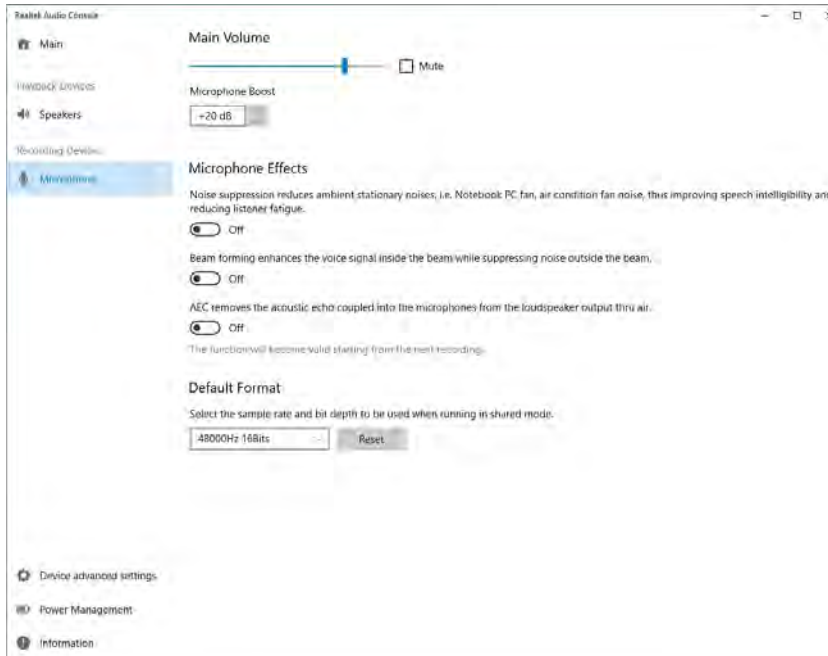 Realtek Audio Console
Main
Playback Devices
Speakers
Recording Devices
Microphone
Main Volume
Mute
Microphone Boost
+20 dB
Microphone Effects
Noise suppression reduces ambient stationary noises, i.e. Notebook PC fan, air condition fan noise, thus improving speech intelligibility and
reducing listener fatigue.
Off
Beam forming enhances the voice signal inside the beam while suppressing noise outside the beam.
Off
AEC removes the acoustic echo coupled into the microphones from the loudspeaker output thru air.
Off
The function will become valid starting from the next recording.
Default Format
Select the sample rate and bit depth to be used when running in shared mode.
48000Hz 16Bits
Reset
Device advanced settings
Power Management
Information